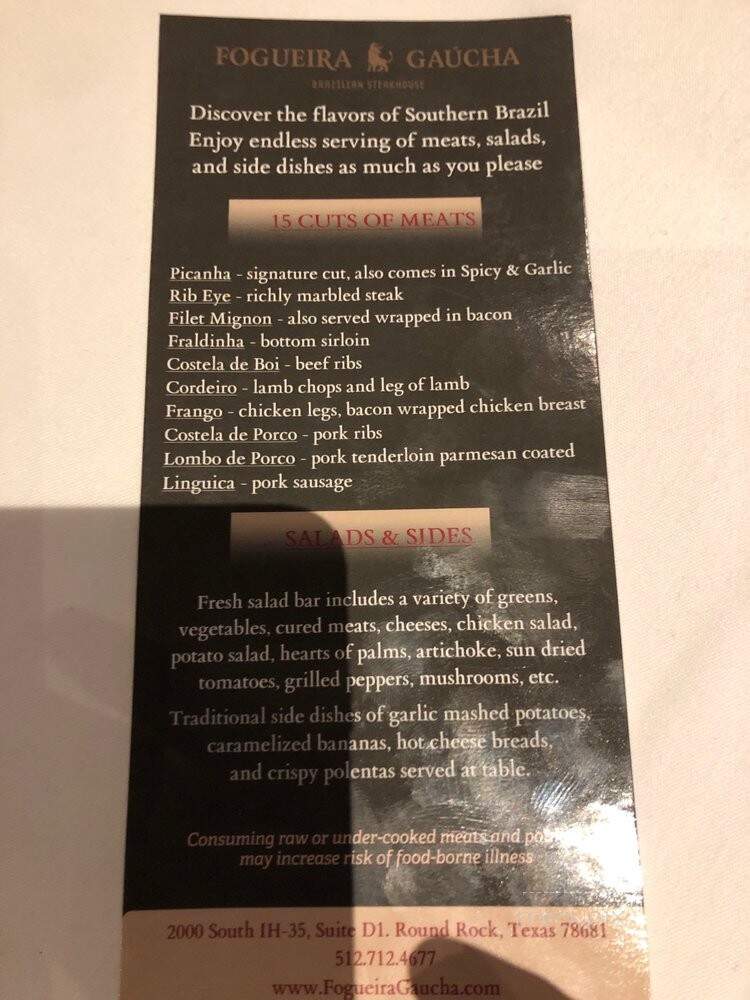 FOGUEIRA GAÚCHA
BRAZILIAN STEAKHOUSE
Discover the flavors of Southern Brazil
Enjoy endless serving of meats, salads,
and side dishes as much as you please
15 CUTS OF MEATS
Picanha - signature cut, also comes in Spicy & Garlic
Rib Eye - richly marbled steak
Filet Mignon - also served wrapped in bacon
Fraldinha - bottom sirloin
Costela de Boi - beef ribs
Cordeiro - lamb chops and leg of lamb
Frango - chicken legs, bacon wrapped chicken breast
Costela de Porco - pork ribs
Lombo de Porco - pork tenderloin parmesan coated
Linguica - pork sausage
SALADS & SIDES
Fresh salad bar includes a variety of greens,
vegetables, cured meats, cheeses, chicken salad,
potato salad, hearts of palms, artichoke, sun dried
tomatoes, grilled peppers, mushrooms, etc.
Traditional side dishes of garlic mashed potatoes,
caramelized bananas, hot cheese breads,
and crispy polentas served at table.
Consuming raw or under-cooked meats and
may increase risk of food-borne illness
2000 South IH-35, Suite D1. Round Rock, Texas 78681
512.712.4677
www.FogueiraGaucha.com